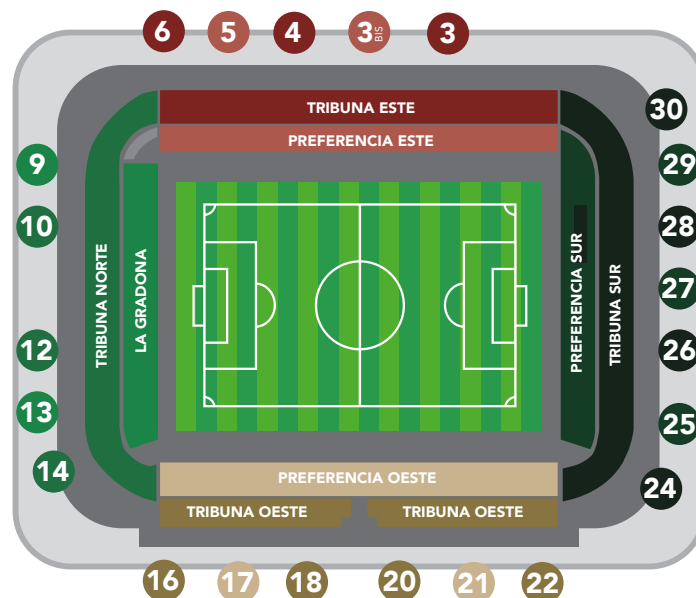 6
5
4
3 BIS
3
TRIBUNA ESTE
PREFERENCIA ESTE
30
9
29
10
28
TRIBUNA NORTE
LA GRADONA
PREFERENCIA SUR
TRIBUNA SUR
27
12
26
13
25
14
24
PREFERENCIA OESTE
TRIBUNA OESTE
TRIBUNA OESTE
16
17
18
20
21
22